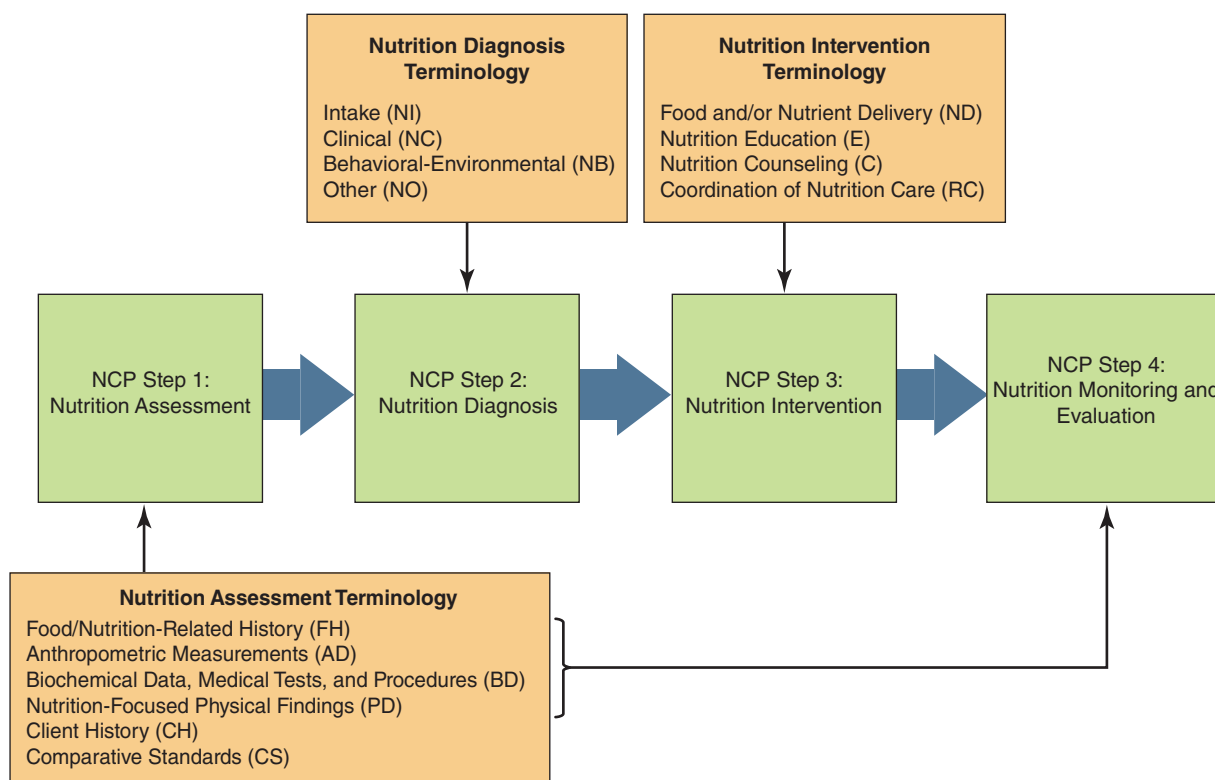 Nutrition Diagnosis
Terminology
Intake (NI)
Clinical (NC)
Behavioral-Environmental (NB)
Other (NO)
Nutrition Intervention
Terminology
Food and/or Nutrient Delivery (ND)
Nutrition Education (E)
Nutrition Counseling (C)
Coordination of Nutrition Care (RC)
NCP Step 1:
Nutrition Assessment
NCP Step 2:
Nutrition Diagnosis
NCP Step 3:
Nutrition Intervention
NCP Step 4:
Nutrition Monitoring and
Evaluation
Nutrition Assessment Terminology
Food/Nutrition-Related History (FH)
Anthropometric Measurements (AD)
Biochemical Data, Medical Tests, and Procedures (BD)
Nutrition-Focused Physical Findings (PD)
Client History (CH)
Comparative Standards (CS)